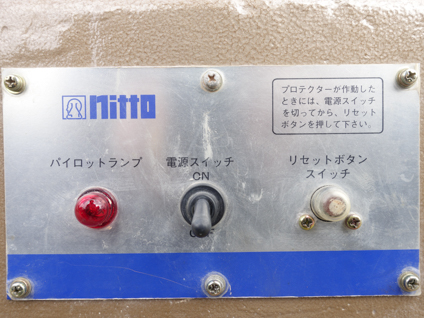 nitto
プロテクターが作動した
ときには、電源スイッチ
を切ってから、リセット
ボタンを押して下さい。
パイロットランプ
電源スイッチ
ON
リセットボタン
スイッチ